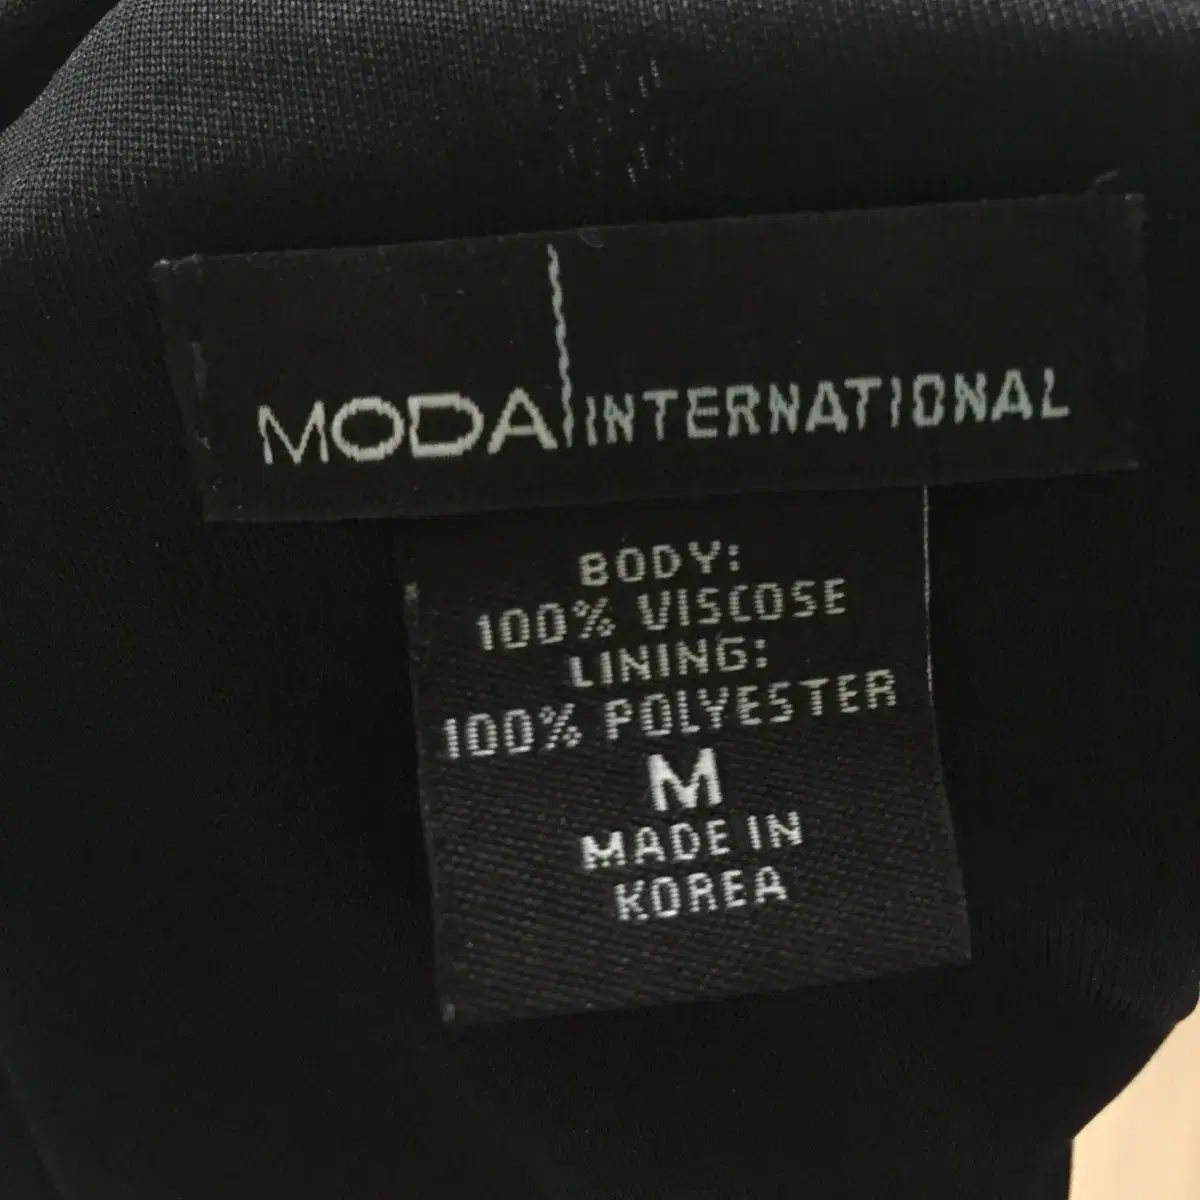 MODA INTERNATIONAL
BODY:
100% VISCOSE
LINING:
100% POLYESTER
M
MADE IN
KOREA